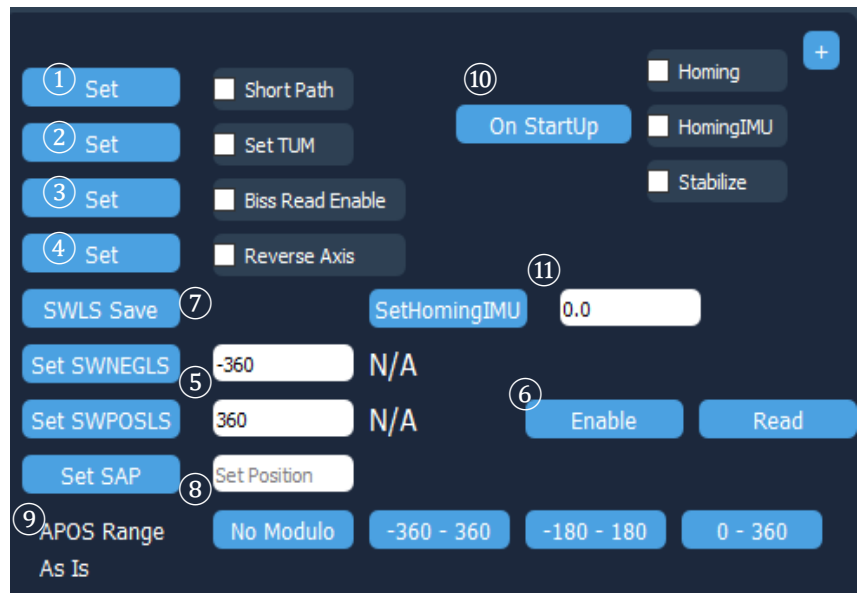 +
① Set Short Path ⑩ Homing
② Set Set TUM On StartUp HomingIMU
③ Set Biss Read Enable Stabilize
④ Set Reverse Axis
SWLS Save ⑦ SetHomingIMU ⑪ 0.0
Set SWNEGLS ⑤ -360 N/A
Set SWPOSLS 360 N/A ⑥ Enable Read
Set SAP ⑧ Set Position
⑨ APOS Range No Modulo -360 - 360 -180 - 180 0 - 360
As Is